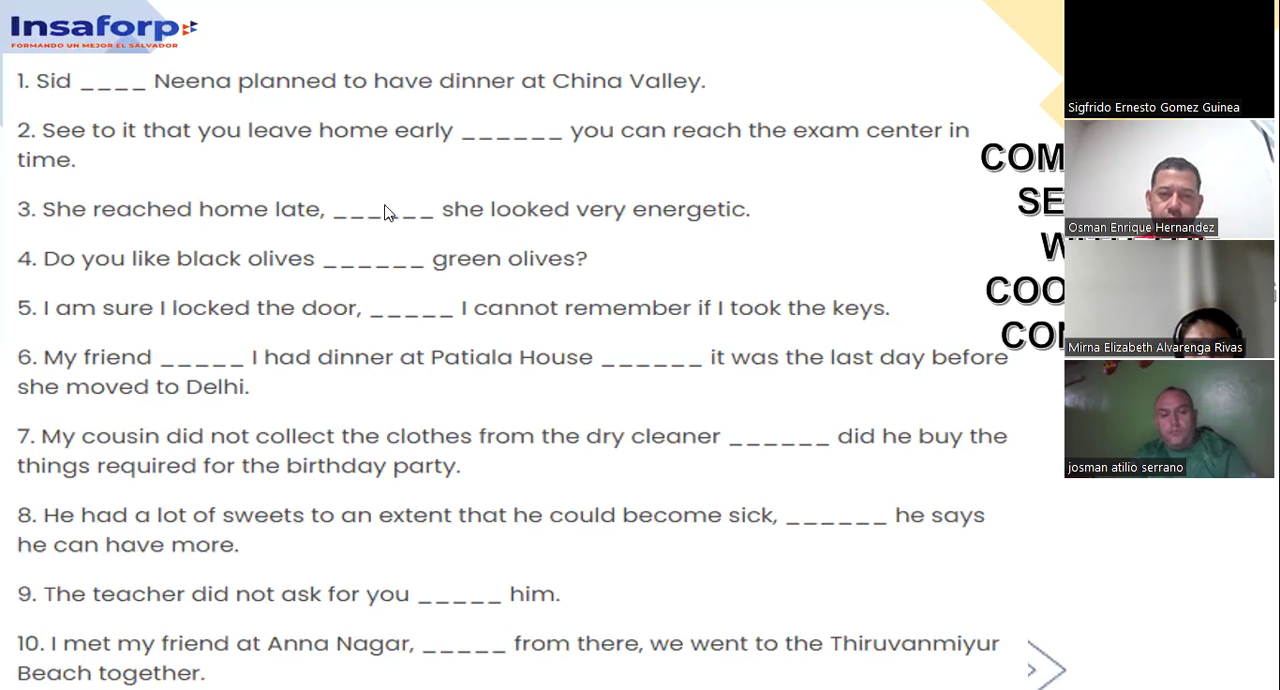 Insaforp
FORMANDO UN MEJOR EL SALVADOR
1. Sid ____ Neena planned to have dinner at China Valley.
2. See to it that you leave home early ______ you can reach the exam center in
time.
3. She reached home late, ______ she looked very energetic.
4. Do you like black olives ______ green olives?
5. I am sure I locked the door, _____ I cannot remember if I took the keys.
6. My friend _____ I had dinner at Patiala House ______ it was the last day before
she moved to Delhi.
7. My cousin did not collect the clothes from the dry cleaner ______ did he buy the
things required for the birthday party.
8. He had a lot of sweets to an extent that he could become sick, ______ he says
he can have more.
9. The teacher did not ask for you _____ him.
10. I met my friend at Anna Nagar, _____ from there, we went to the Thiruvanmiyur
Beach together.
COM
SE
W
COO
CON
Sigfrido Ernesto Gomez Guinea
Osman Enrique Hernandez
Mirna Elizabeth Alvarenga Rivas
josman atilio serrano